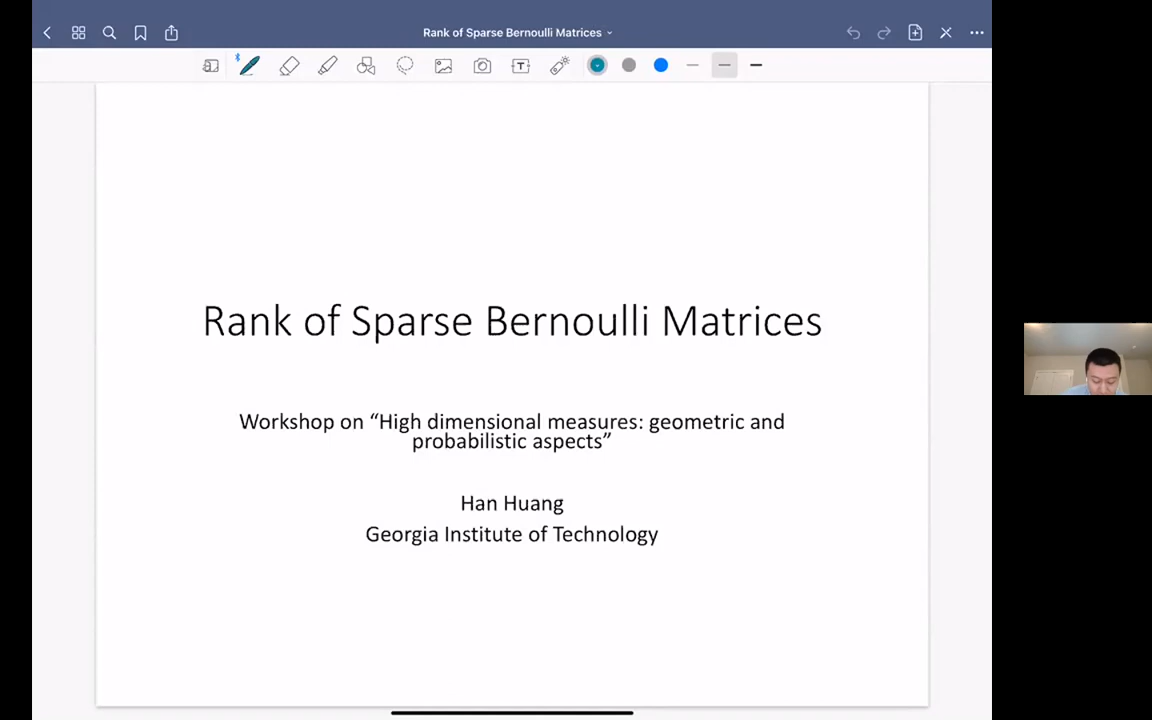 Rank of Sparse Bernoulli Matrices
T
Rank of Sparse Bernoulli Matrices
Workshop on “High dimensional measures: geometric and
probabilistic aspects”
Han Huang
Georgia Institute of Technology